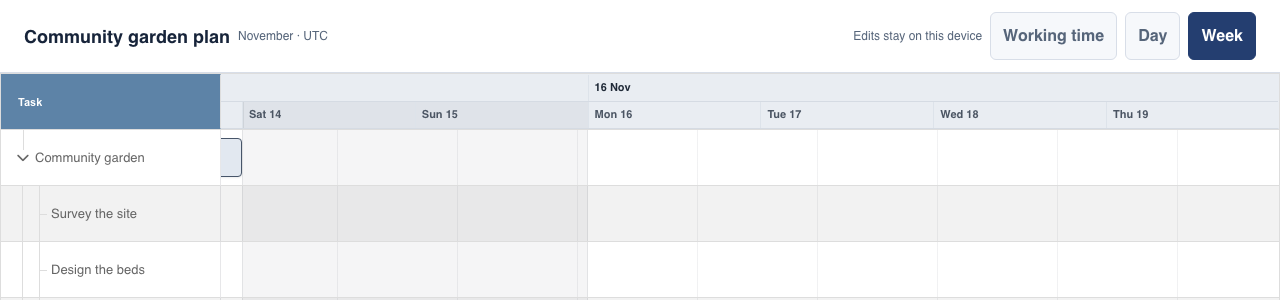 Community garden plan November · UTC
Edits stay on this device Working time Day Week
Task
16 Nov
Sat 14 Sun 15 Mon 16 Tue 17 Wed 18 Thu 19
Community garden
Survey the site
Design the beds